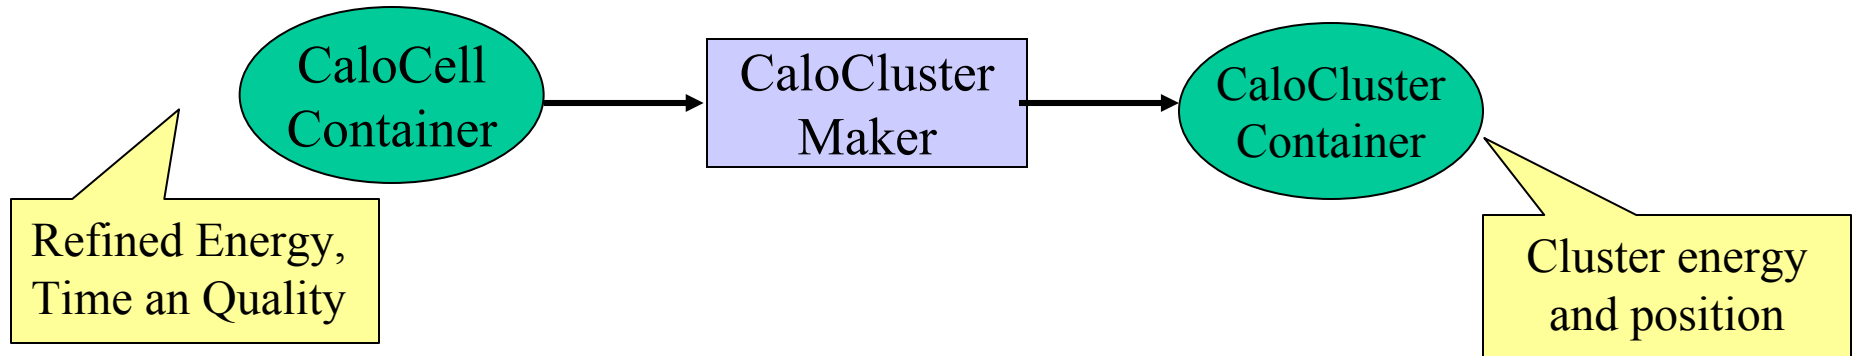 CaloCell
Container
CaloCluster
Maker
CaloCluster
Container
Refined Energy,
Time an Quality
Cluster energy
and position